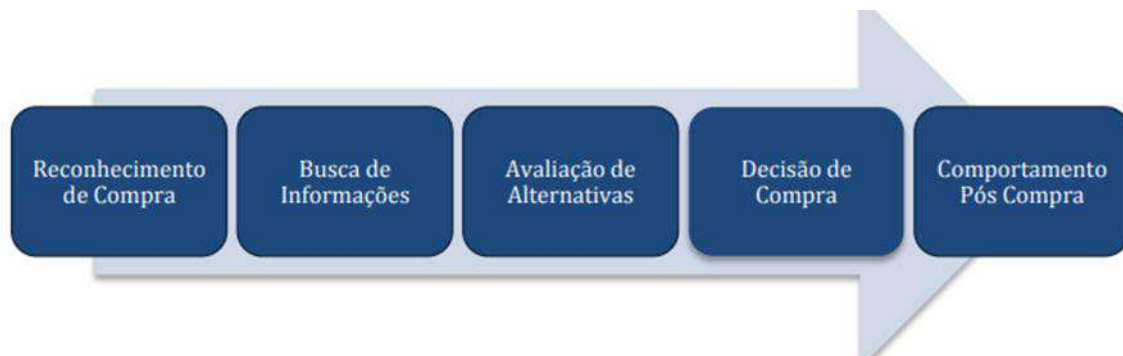 Reconhecimento
de Compra
Busca de
Informações
Avaliação de
Alternativas
Decisão de
Compra
Comportamento
Pós Compra